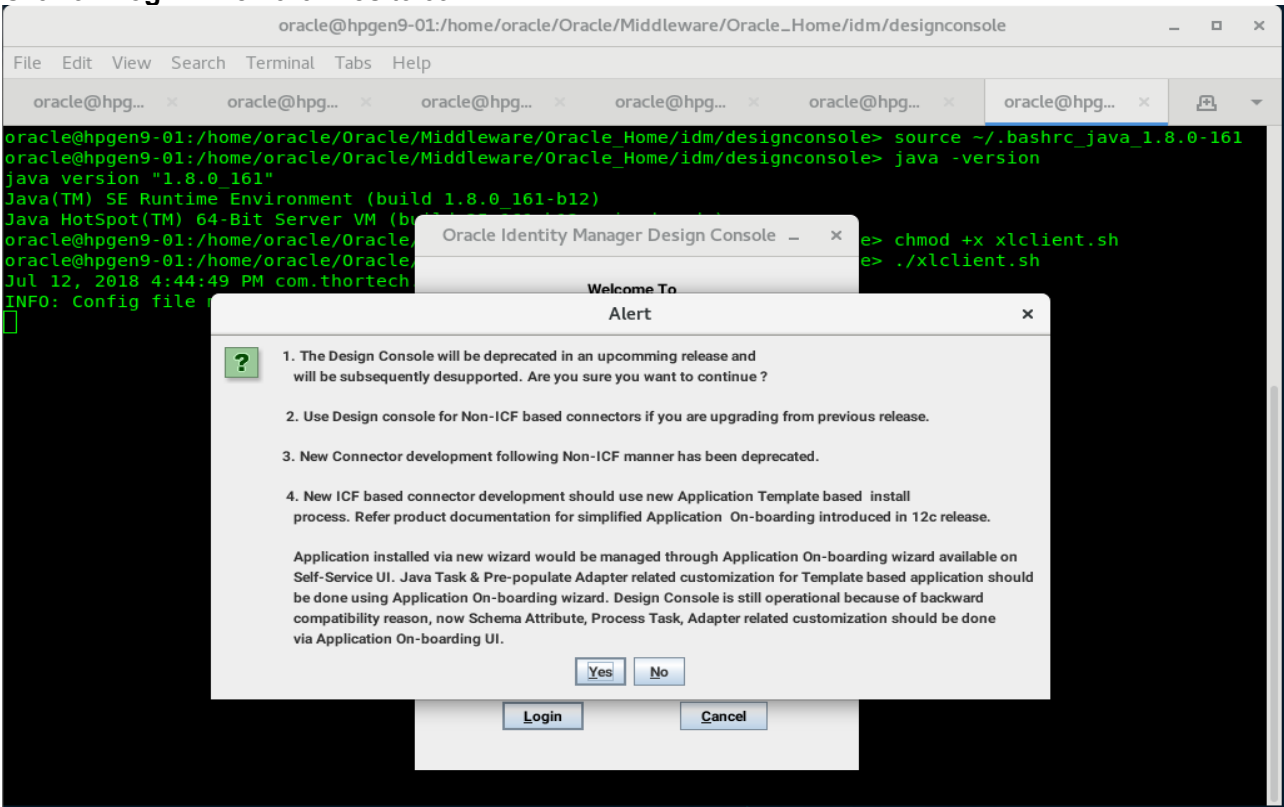 oracle@hpgen9-01:/home/oracle/Oracle/Middleware/Oracle_Home/idm/designconsole
File Edit View Search Terminal Tabs Help
oracle@hpg... oracle@hpg... oracle@hpg... oracle@hpg... oracle@hpg... oracle@hpg...
oracle@hpgen9-01:/home/oracle/Oracle/Middleware/Oracle_Home/idm/designconsole> source ~/.bashrc_java_1.8.0-161
oracle@hpgen9-01:/home/oracle/Oracle/Middleware/Oracle_Home/idm/designconsole> java -version
java version "1.8.0_161"
Java(TM) SE Runtime Environment (build 1.8.0_161-b12)
Java HotSpot(TM) 64-Bit Server VM (bu
oracle@hpgen9-01:/home/oracle/Oracle/ e> chmod +x xlclient.sh
oracle@hpgen9-01:/home/oracle/Oracle/ e> ./xlclient.sh
Jul 12, 2018 4:44:49 PM com.thortech
INFO: Config file
Oracle Identity Manager Design Console
Welcome To
Alert
1. The Design Console will be deprecated in an upcomming release and
will be subsequently desupported. Are you sure you want to continue ?
2. Use Design console for Non-ICF based connectors if you are upgrading from previous release.
3. New Connector development following Non-ICF manner has been deprecated.
4. New ICF based connector development should use new Application Template based install
process. Refer product documentation for simplified Application On-boarding introduced in 12c release.
Application installed via new wizard would be managed through Application On-boarding wizard available on
Self-Service UI. Java Task & Pre-populate Adapter related customization for Template based application should
be done using Application On-boarding wizard. Design Console is still operational because of backward
compatibility reason, now Schema Attribute, Process Task, Adapter related customization should be done
via Application On-boarding UI.
Yes No
Login Cancel